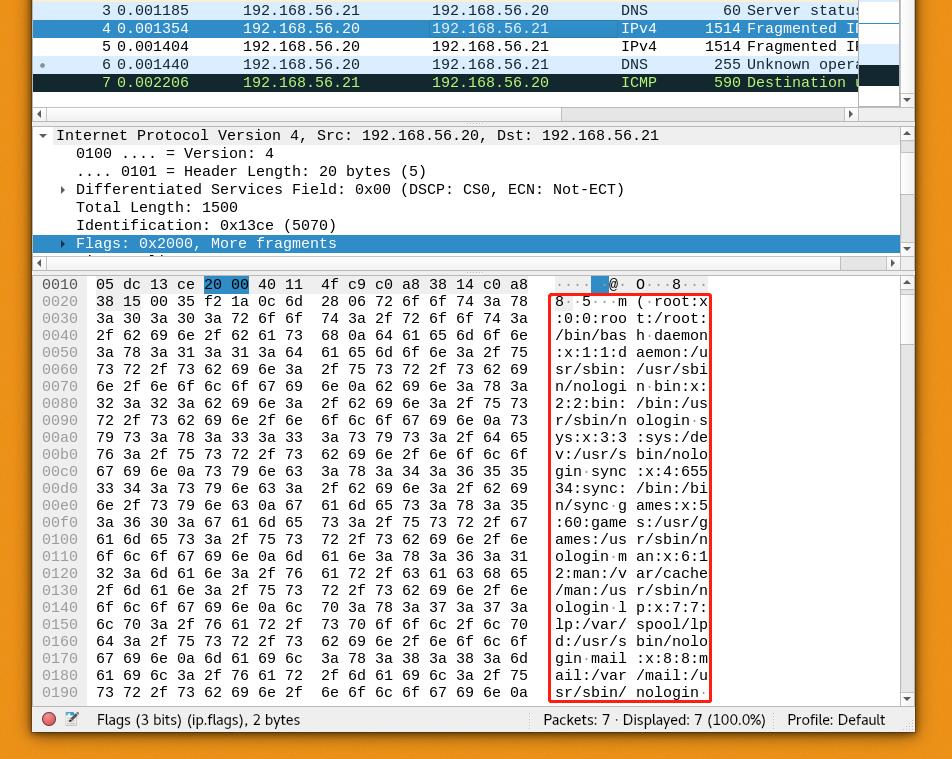 3 0.001185 192.168.56.21 192.168.56.20 DNS 60 Server status
4 0.001354 192.168.56.20 192.168.56.21 IPv4 1514 Fragmented IP
5 0.001404 192.168.56.20 192.168.56.21 IPv4 1514 Fragmented IP
6 0.001440 192.168.56.20 192.168.56.21 DNS 255 Unknown opera
7 0.002206 192.168.56.21 192.168.56.20 ICMP 590 Destination
Internet Protocol Version 4, Src: 192.168.56.20, Dst: 192.168.56.21
0100 .... = Version: 4
.... 0101 = Header Length: 20 bytes (5)
Differentiated Services Field: 0x00 (DSCP: CS0, ECN: Not-ECT)
Total Length: 1500
Identification: 0x13ce (5070)
Flags: 0x2000, More fragments
0010 05 dc 13 ce 20 00 40 11 4f c9 c0 a8 38 14 c0 a8 ···· ·@· O···8···
0020 38 15 00 35 f2 1a 0c 6d 28 06 72 6f 6f 74 3a 78 8··5···m (·root:x
0030 3a 30 3a 30 3a 72 6f 6f 74 3a 2f 72 6f 6f 74 3a :0:0:roo t:/root:
0040 2f 62 69 6e 2f 62 61 73 68 0a 64 61 65 6d 6f 6e /bin/bas h·daemon
0050 3a 78 3a 31 3a 31 3a 64 61 65 6d 6f 6e 3a 2f 75 :x:1:1:d aemon:/u
0060 73 72 2f 73 62 69 6e 3a 2f 75 73 72 2f 73 62 69 sr/sbin: /usr/sbi
0070 6e 2f 6e 6f 6c 6f 67 69 6e 0a 62 69 6e 3a 78 3a n/nologi n·bin:x:
0080 32 3a 32 3a 62 69 6e 3a 2f 62 69 6e 3a 2f 75 73 2:2:bin: /bin:/us
0090 72 2f 73 62 69 6e 2f 6e 6f 6c 6f 67 69 6e 0a 73 r/sbin/n ologin·s
00a0 79 73 3a 78 3a 33 3a 33 3a 73 79 73 3a 2f 64 65 ys:x:3:3 :sys:/de
00b0 76 3a 2f 75 73 72 2f 73 62 69 6e 2f 6e 6f 6c 6f v:/usr/s bin/nolo
00c0 67 69 6e 0a 73 79 6e 63 3a 78 3a 34 3a 36 35 35 gin·sync :x:4:655
00d0 33 34 3a 73 79 6e 63 3a 2f 62 69 6e 3a 2f 62 69 34:sync: /bin:/bi
00e0 6e 2f 73 79 6e 63 0a 67 61 6d 65 73 3a 78 3a 35 n/sync·g ames:x:5
00f0 3a 36 30 3a 67 61 6d 65 73 3a 2f 75 73 72 2f 67 :60:game s:/usr/g
0100 61 6d 65 73 3a 2f 75 73 72 2f 73 62 69 6e 2f 6e ames:/us r/sbin/n
0110 6f 6c 6f 67 69 6e 0a 6d 61 6e 3a 78 3a 36 3a 31 ologin·m an:x:6:1
0120 32 3a 6d 61 6e 3a 2f 76 61 72 2f 63 61 63 68 65 2:man:/v ar/cache
0130 2f 6d 61 6e 3a 2f 75 73 72 2f 73 62 69 6e 2f 6e /man:/us r/sbin/n
0140 6f 6c 6f 67 69 6e 0a 6c 70 3a 78 3a 37 3a 37 3a ologin·l p:x:7:7:
0150 6c 70 3a 2f 76 61 72 2f 73 70 6f 6f 6c 2f 6c 70 lp:/var/ spool/lp
0160 64 3a 2f 75 73 72 2f 73 62 69 6e 2f 6e 6f 6c 6f d:/usr/s bin/nolo
0170 67 69 6e 0a 6d 61 69 6c 3a 78 3a 38 3a 38 3a 6d gin·mail :x:8:8:m
0180 61 69 6c 3a 2f 76 61 72 2f 6d 61 69 6c 3a 2f 75 ail:/var /mail:/u
0190 73 72 2f 73 62 69 6e 2f 6e 6f 6c 6f 67 69 6e 0a sr/sbin/ nologin·
Flags (3 bits) (ip.flags), 2 bytes Packets: 7 · Displayed: 7 (100.0%) Profile: Default